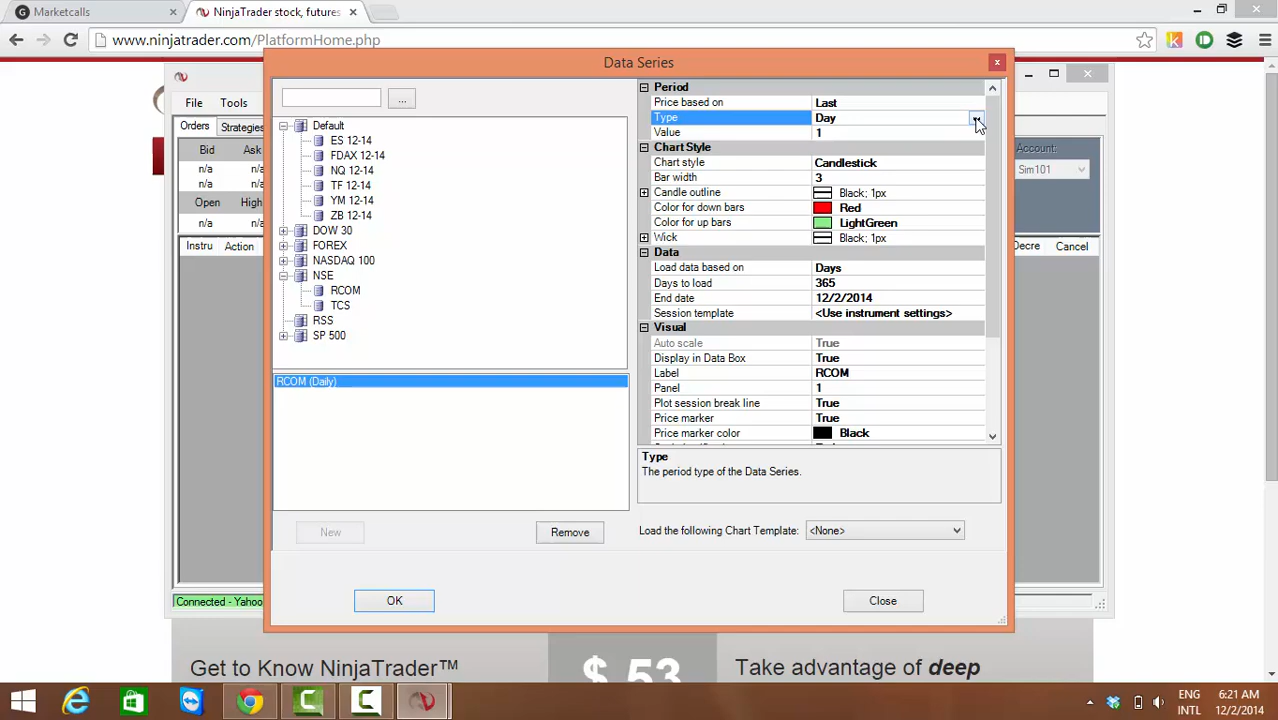 Marketcalls
NinjaTrader stock, futures
www.ninjatrader.com/PlatformHome.php
Data Series
File Tools
Orders Strategies
Bid Ask
n/a n/a
n/a n/a
Open High
n/a n/a
Instru Action
Account:
Sim101
Decre Cancel
...
Default
ES 12-14
FDAX 12-14
NQ 12-14
TF 12-14
YM 12-14
ZB 12-14
DOW 30
FOREX
NASDAQ 100
NSE
RCOM
TCS
RSS
SP 500
RCOM (Daily)
New
Remove
Period
Price based on Last
Type Day
Value 1
Chart Style
Chart style Candlestick
Bar width 3
Candle outline Black; 1px
Color for down bars Red
Color for up bars LightGreen
Wick Black; 1px
Data
Load data based on Days
Days to load 365
End date 12/2/2014
Session template <Use instrument settings>
Visual
Auto scale True
Display in Data Box True
Label RCOM
Panel 1
Plot session break line True
Price marker True
Price marker color Black
Type
The period type of the Data Series.
Load the following Chart Template: <None>
OK
Close
Connected - Yahoo
Get to Know NinjaTrader™
$ .53
Take advantage of deep
ENG
INTL
6:21 AM
12/2/2014